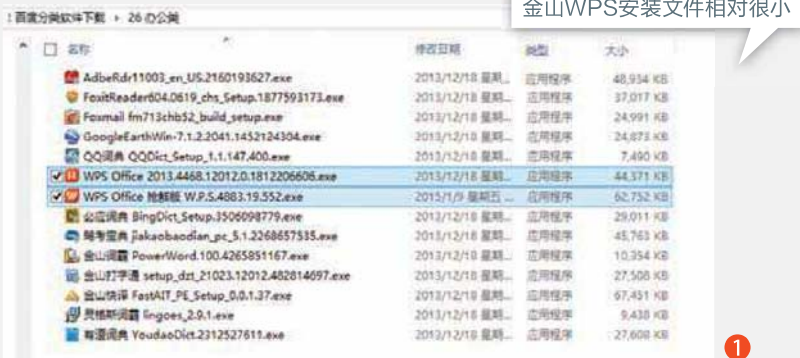 金山WPS安装文件相对很小
百度分类软件下载 ▸ 26 办公类
名称 修改日期 类型 大小
AdbeRdr11003_en_US.2160193627.exe 2013/12/18 星期... 应用程序 48,934 KB
FoxitReader604.0619_chs_Setup.1877593173.exe 2013/12/18 星期... 应用程序 37,017 KB
Foxmail fm713chb52_build_setup.exe 2013/12/18 星期... 应用程序 24,991 KB
GoogleEarthWin-7.1.2.2041.1452124304.exe 2013/12/18 星期... 应用程序 24,873 KB
QQ词典 QQDict_Setup_1.1.147.400.exe 2013/12/18 星期... 应用程序 7,490 KB
WPS Office 2013.4468.12012.0.1812206606.exe 2013/12/18 星期... 应用程序 44,371 KB
WPS Office 抢鲜版 W.P.S.4883.19.552.exe 2015/1/9 星期五 ... 应用程序 62,752 KB
必应词典 BingDict_Setup.3506098779.exe 2013/12/18 星期... 应用程序 29,011 KB
驾考宝典 jiakaobaodian_pc_5.1.2268657535.exe 2013/12/18 星期... 应用程序 45,763 KB
金山词霸 PowerWord.100.4265851167.exe 2013/12/18 星期... 应用程序 10,354 KB
金山打字通 setup_dzt_21023.12012.482814697.exe 2013/12/18 星期... 应用程序 27,508 KB
金山快译 FastAIT_PE_Setup_0.0.1.37.exe 2013/12/18 星期... 应用程序 67,451 KB
灵格斯词霸 lingoes_2.9.1.exe 2013/12/18 星期... 应用程序 9,438 KB
有道词典 YoudaoDict.2312527611.exe 2013/12/18 星期... 应用程序 27,608 KB
1